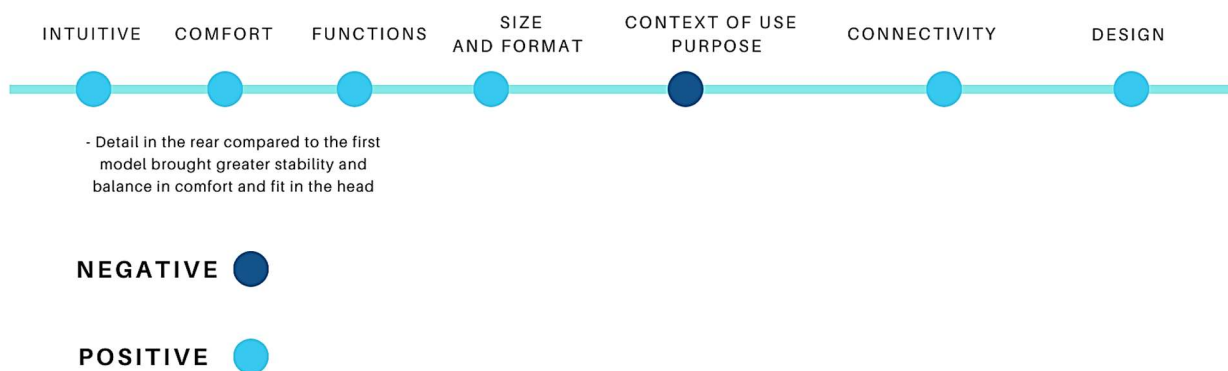 INTUITIVE
COMFORT
FUNCTIONS
SIZE
AND FORMAT
CONTEXT OF USE
PURPOSE
CONNECTIVITY
DESIGN
- Detail in the rear compared to the first
model brought greater stability and
balance in comfort and fit in the head
NEGATIVE
POSITIVE